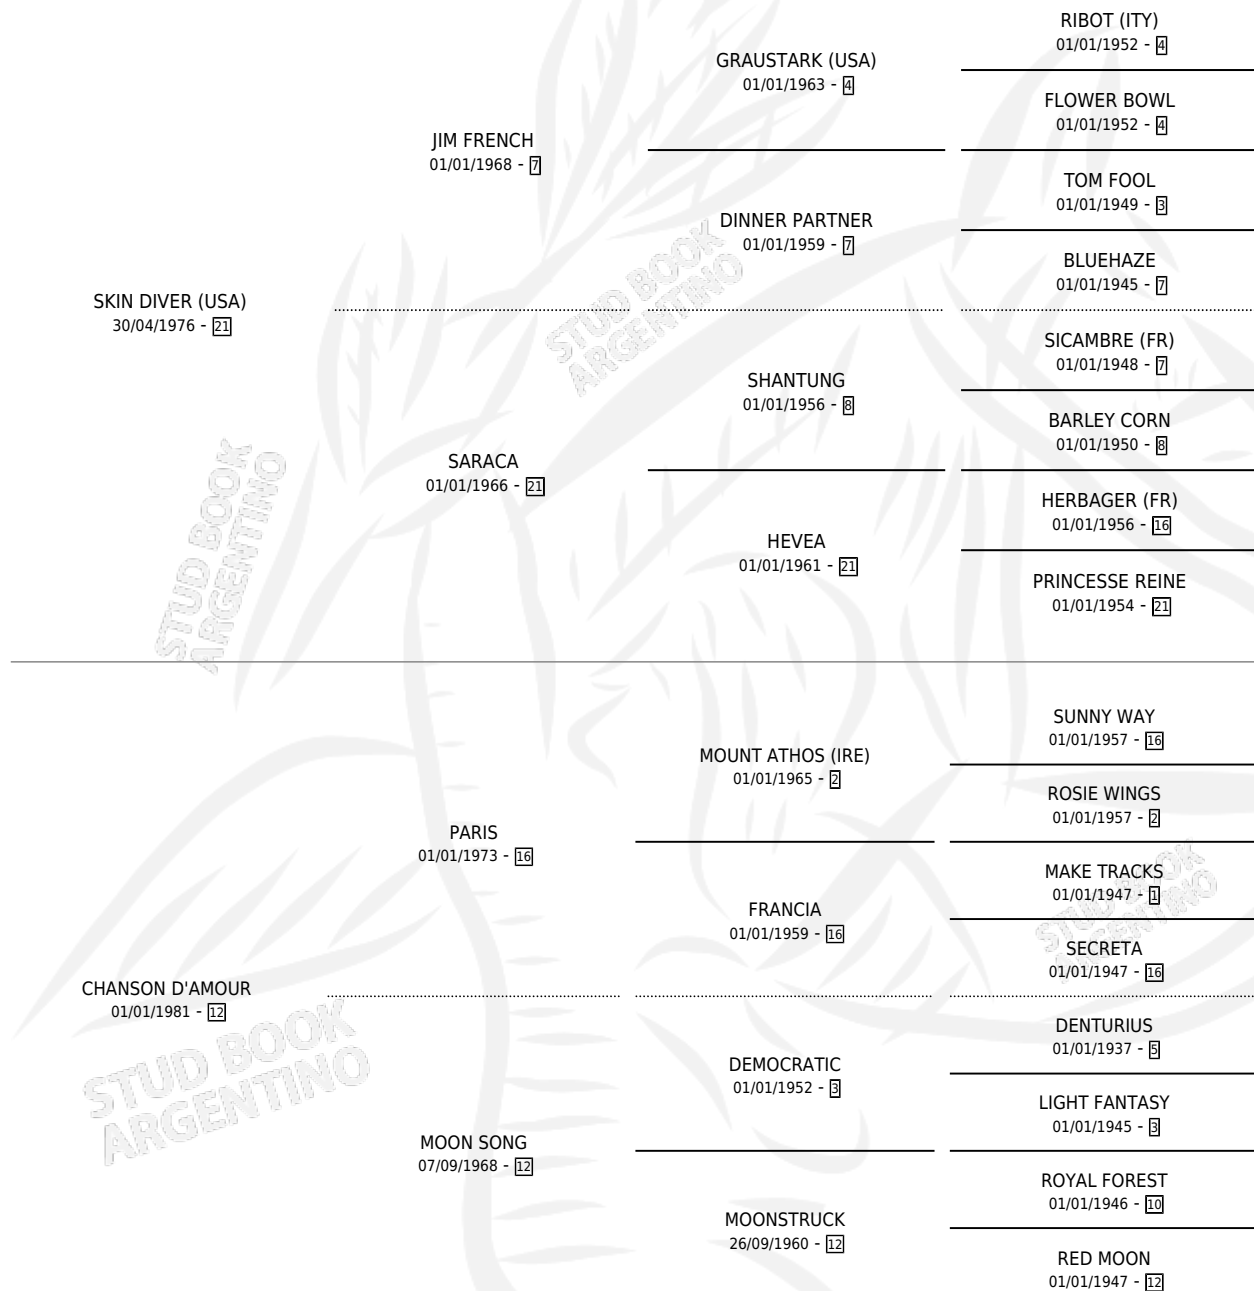 RIBOT (ITY)
01/01/1952 - 4
GRAUSTARK (USA)
01/01/1963 - 4
FLOWER BOWL
01/01/1952 - 4
JIM FRENCH
01/01/1968 - 7
TOM FOOL
01/01/1949 - 3
DINNER PARTNER
01/01/1959 - 7
BLUEHAZE
01/01/1945 - 7
SKIN DIVER (USA)
30/04/1976 - 21
SICAMBRE (FR)
01/01/1948 - 7
SHANTUNG
01/01/1956 - 8
BARLEY CORN
01/01/1950 - 8
SARACA
01/01/1966 - 21
HERBAGER (FR)
01/01/1956 - 16
HEVEA
01/01/1961 - 21
PRINCESSE REINE
01/01/1954 - 21
SUNNY WAY
01/01/1957 - 16
MOUNT ATHOS (IRE)
01/01/1965 - 2
ROSIE WINGS
01/01/1957 - 2
PARIS
01/01/1973 - 16
MAKE TRACKS
01/01/1947 - 1
FRANCIA
01/01/1959 - 16
SECRETA
01/01/1947 - 16
CHANSON D'AMOUR
01/01/1981 - 12
DENTURIUS
01/01/1937 - 5
DEMOCRATIC
01/01/1952 - 3
LIGHT FANTASY
01/01/1945 - 3
MOON SONG
07/09/1968 - 12
ROYAL FOREST
01/01/1946 - 10
MOONSTRUCK
26/09/1960 - 12
RED MOON
01/01/1947 - 12
STUD BOOK
ARGENTINO
STUD BOOK
ARGENTINO
STUD BOOK
ARGENTINO
STUD BOOK
ARGENTINO